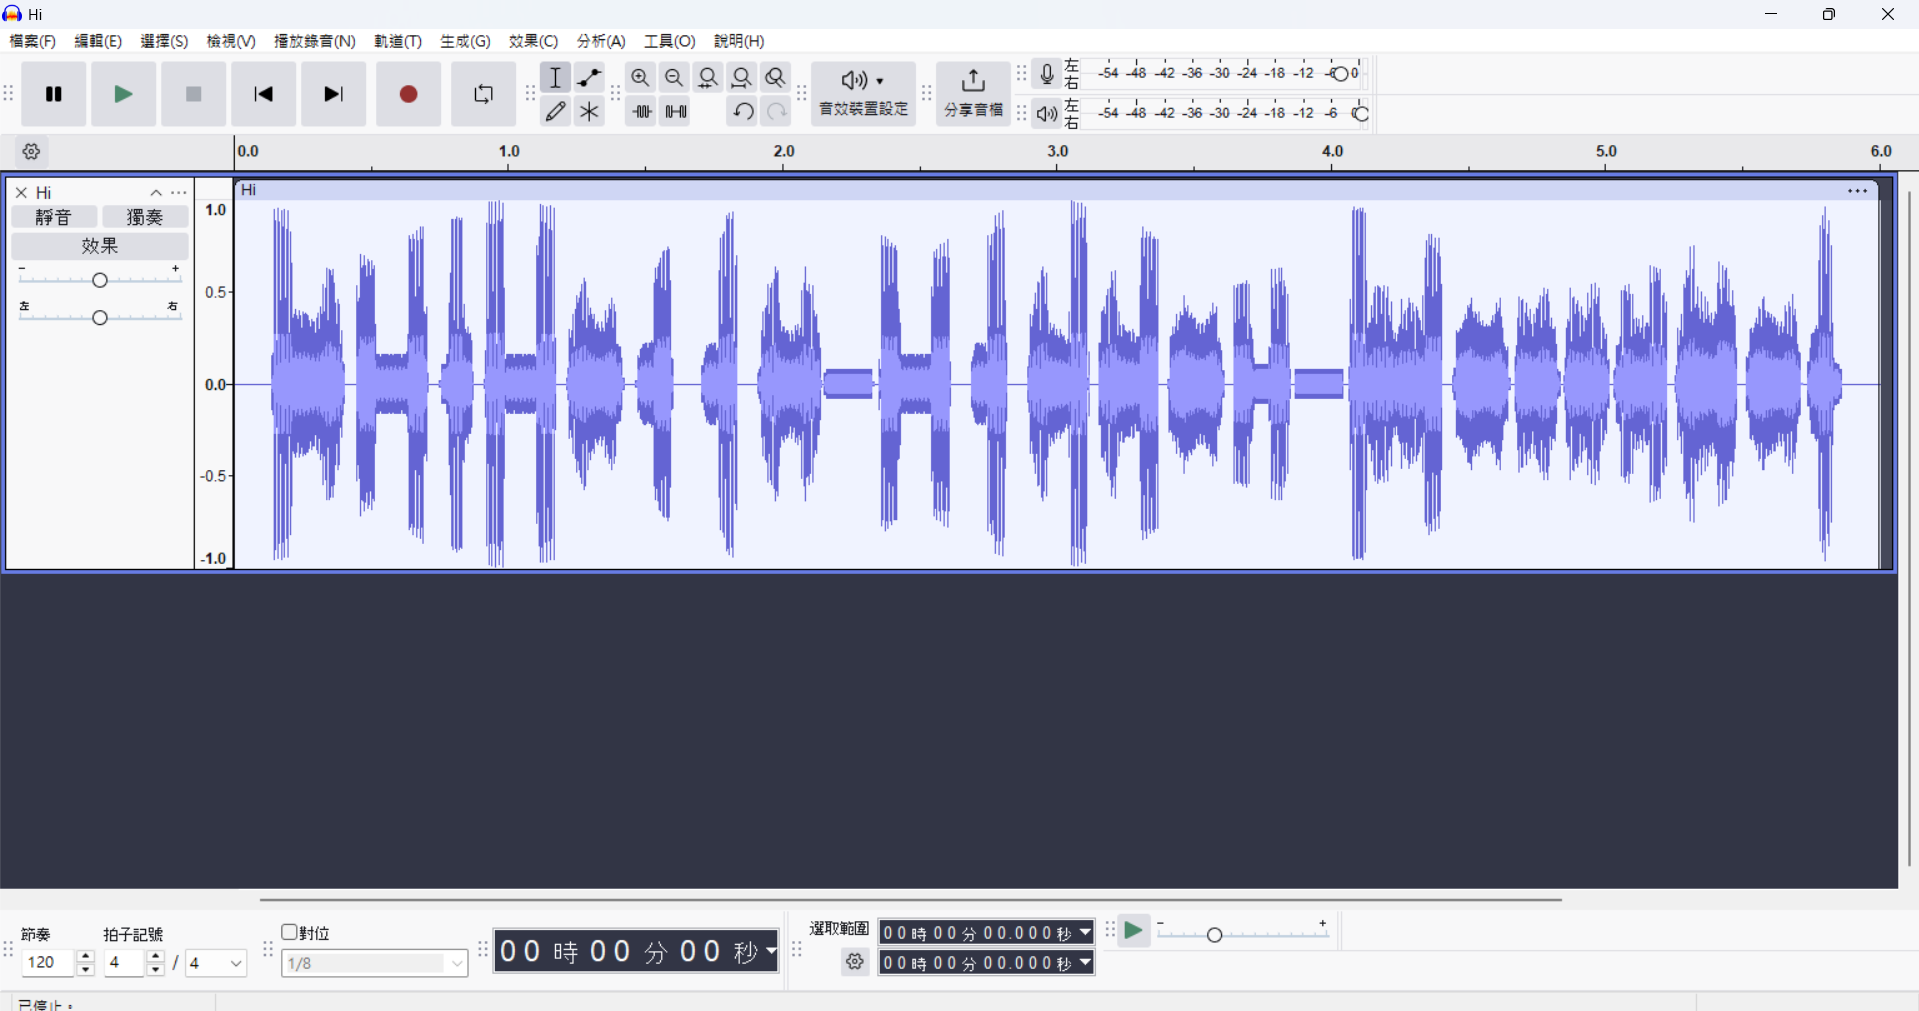 Hi
檔案(F) 編輯(E) 選擇(S) 檢視(V) 播放錄音(N) 軌道(T) 生成(G) 效果(C) 分析(A) 工具(O) 說明(H)
音效裝置設定
分享音檔
左
右
-54 -48 -42 -36 -30 -24 -18 -12 -6 0
左
右
-54 -48 -42 -36 -30 -24 -18 -12 -6 0
0.0 1.0 2.0 3.0 4.0 5.0 6.0
Hi
靜音 獨奏
效果
- +
左 右
1.0
0.5
0.0
-0.5
-1.0
Hi
節奏
120
拍子記號
4 / 4
對位
1/8
00 時 00 分 00 秒
選取範圍
00 時 00 分 00.000 秒
00 時 00 分 00.000 秒
- +
已停止。